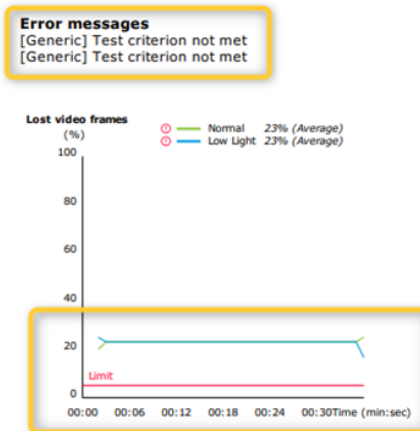 Error messages
[Generic] Test criterion not met
[Generic] Test criterion not met
Lost video frames
(%)
Normal 23% (Average)
Low Light 23% (Average)
100
80
60
40
20
Limit
0
00:00 00:06 00:12 00:18 00:24 00:30Time (min:sec)